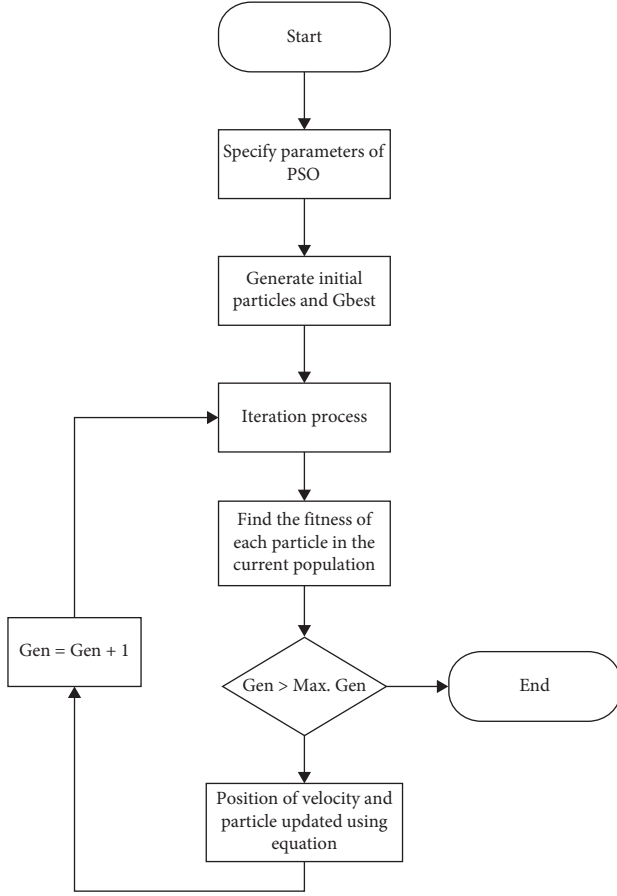 Start
Specify parameters of
PSO
Generate initial
particles and Gbest
Iteration process
Find the fitness of
each particle in the
current population
Gen = Gen + 1
Gen > Max. Gen
End
Position of velocity and
particle updated using
equation